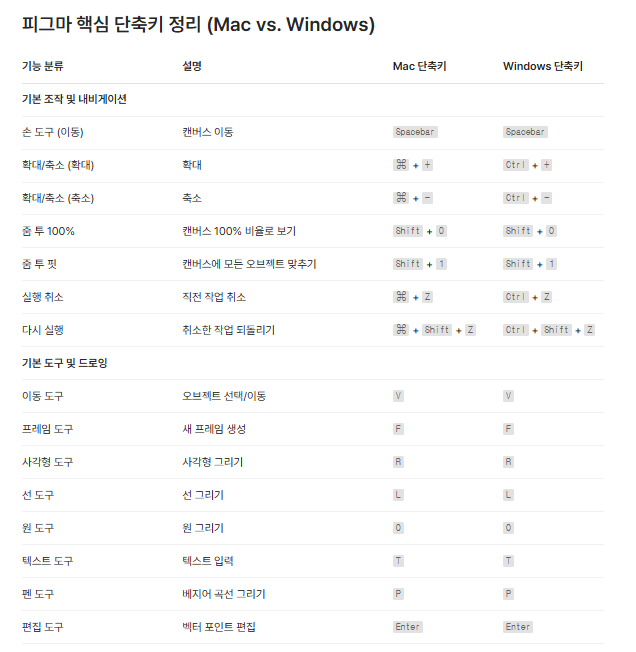 피그마 핵심 단축키 정리 (Mac vs. Windows)
기능 분류 설명 Mac 단축키 Windows 단축키
기본 조작 및 내비게이션
손 도구 (이동) 캔버스 이동 Spacebar Spacebar
확대/축소 (확대) 확대 ⌘ + + Ctrl + +
확대/축소 (축소) 축소 ⌘ + - Ctrl + -
줌 투 100% 캔버스 100% 비율로 보기 Shift + 0 Shift + 0
줌 투 핏 캔버스에 모든 오브젝트 맞추기 Shift + 1 Shift + 1
실행 취소 직전 작업 취소 ⌘ + Z Ctrl + Z
다시 실행 취소한 작업 되돌리기 ⌘ + Shift + Z Ctrl + Shift + Z
기본 도구 및 드로잉
이동 도구 오브젝트 선택/이동 V V
프레임 도구 새 프레임 생성 F F
사각형 도구 사각형 그리기 R R
선 도구 선 그리기 L L
원 도구 원 그리기 O O
텍스트 도구 텍스트 입력 T T
펜 도구 베지어 곡선 그리기 P P
편집 도구 벡터 포인트 편집 Enter Enter